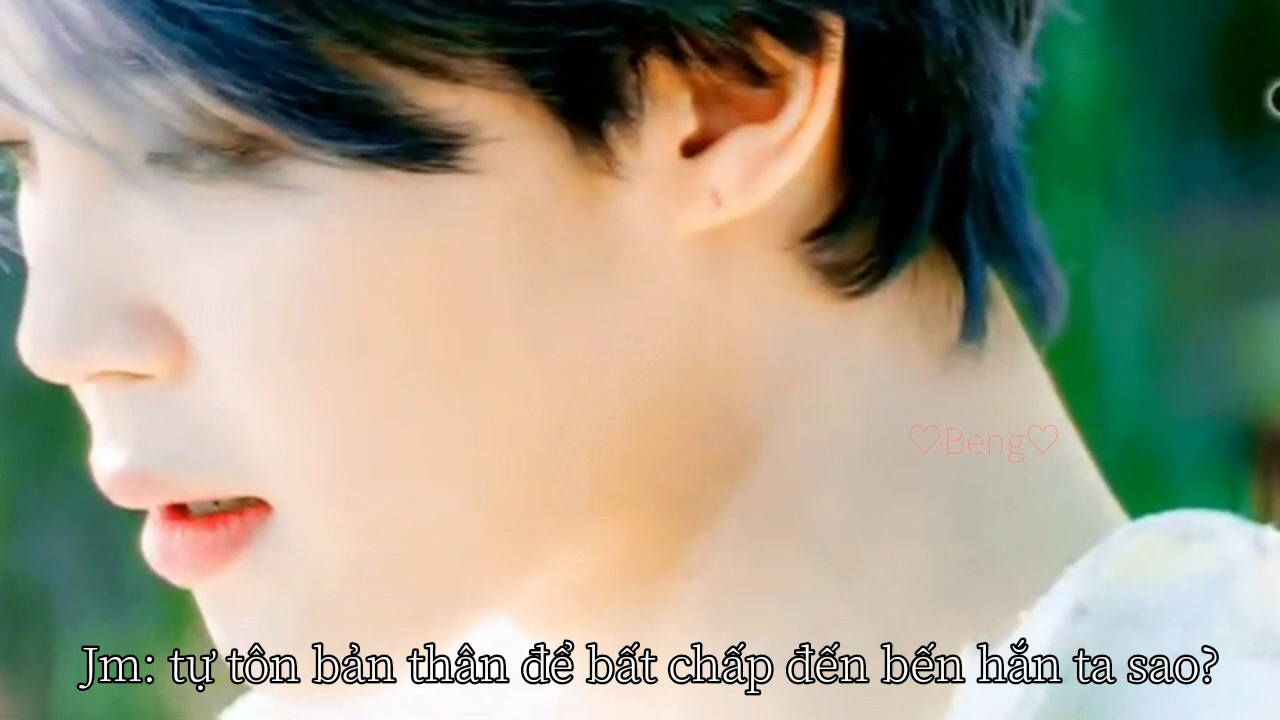 ♡Beng♡
Jm: tự tôn bản thân để bất chấp đến bến hắn ta sao?